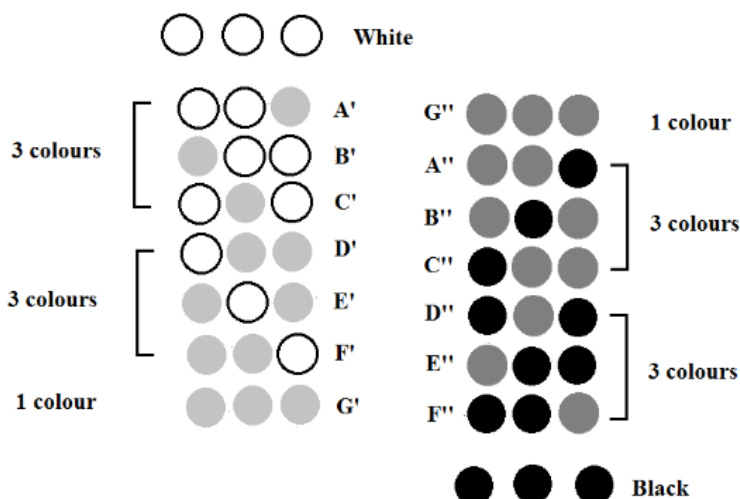 White
3 colours
A'
B'
C'
3 colours
D'
E'
F'
1 colour
G'
G''
1 colour
A''
B''
3 colours
C''
D''
E''
3 colours
F''
Black